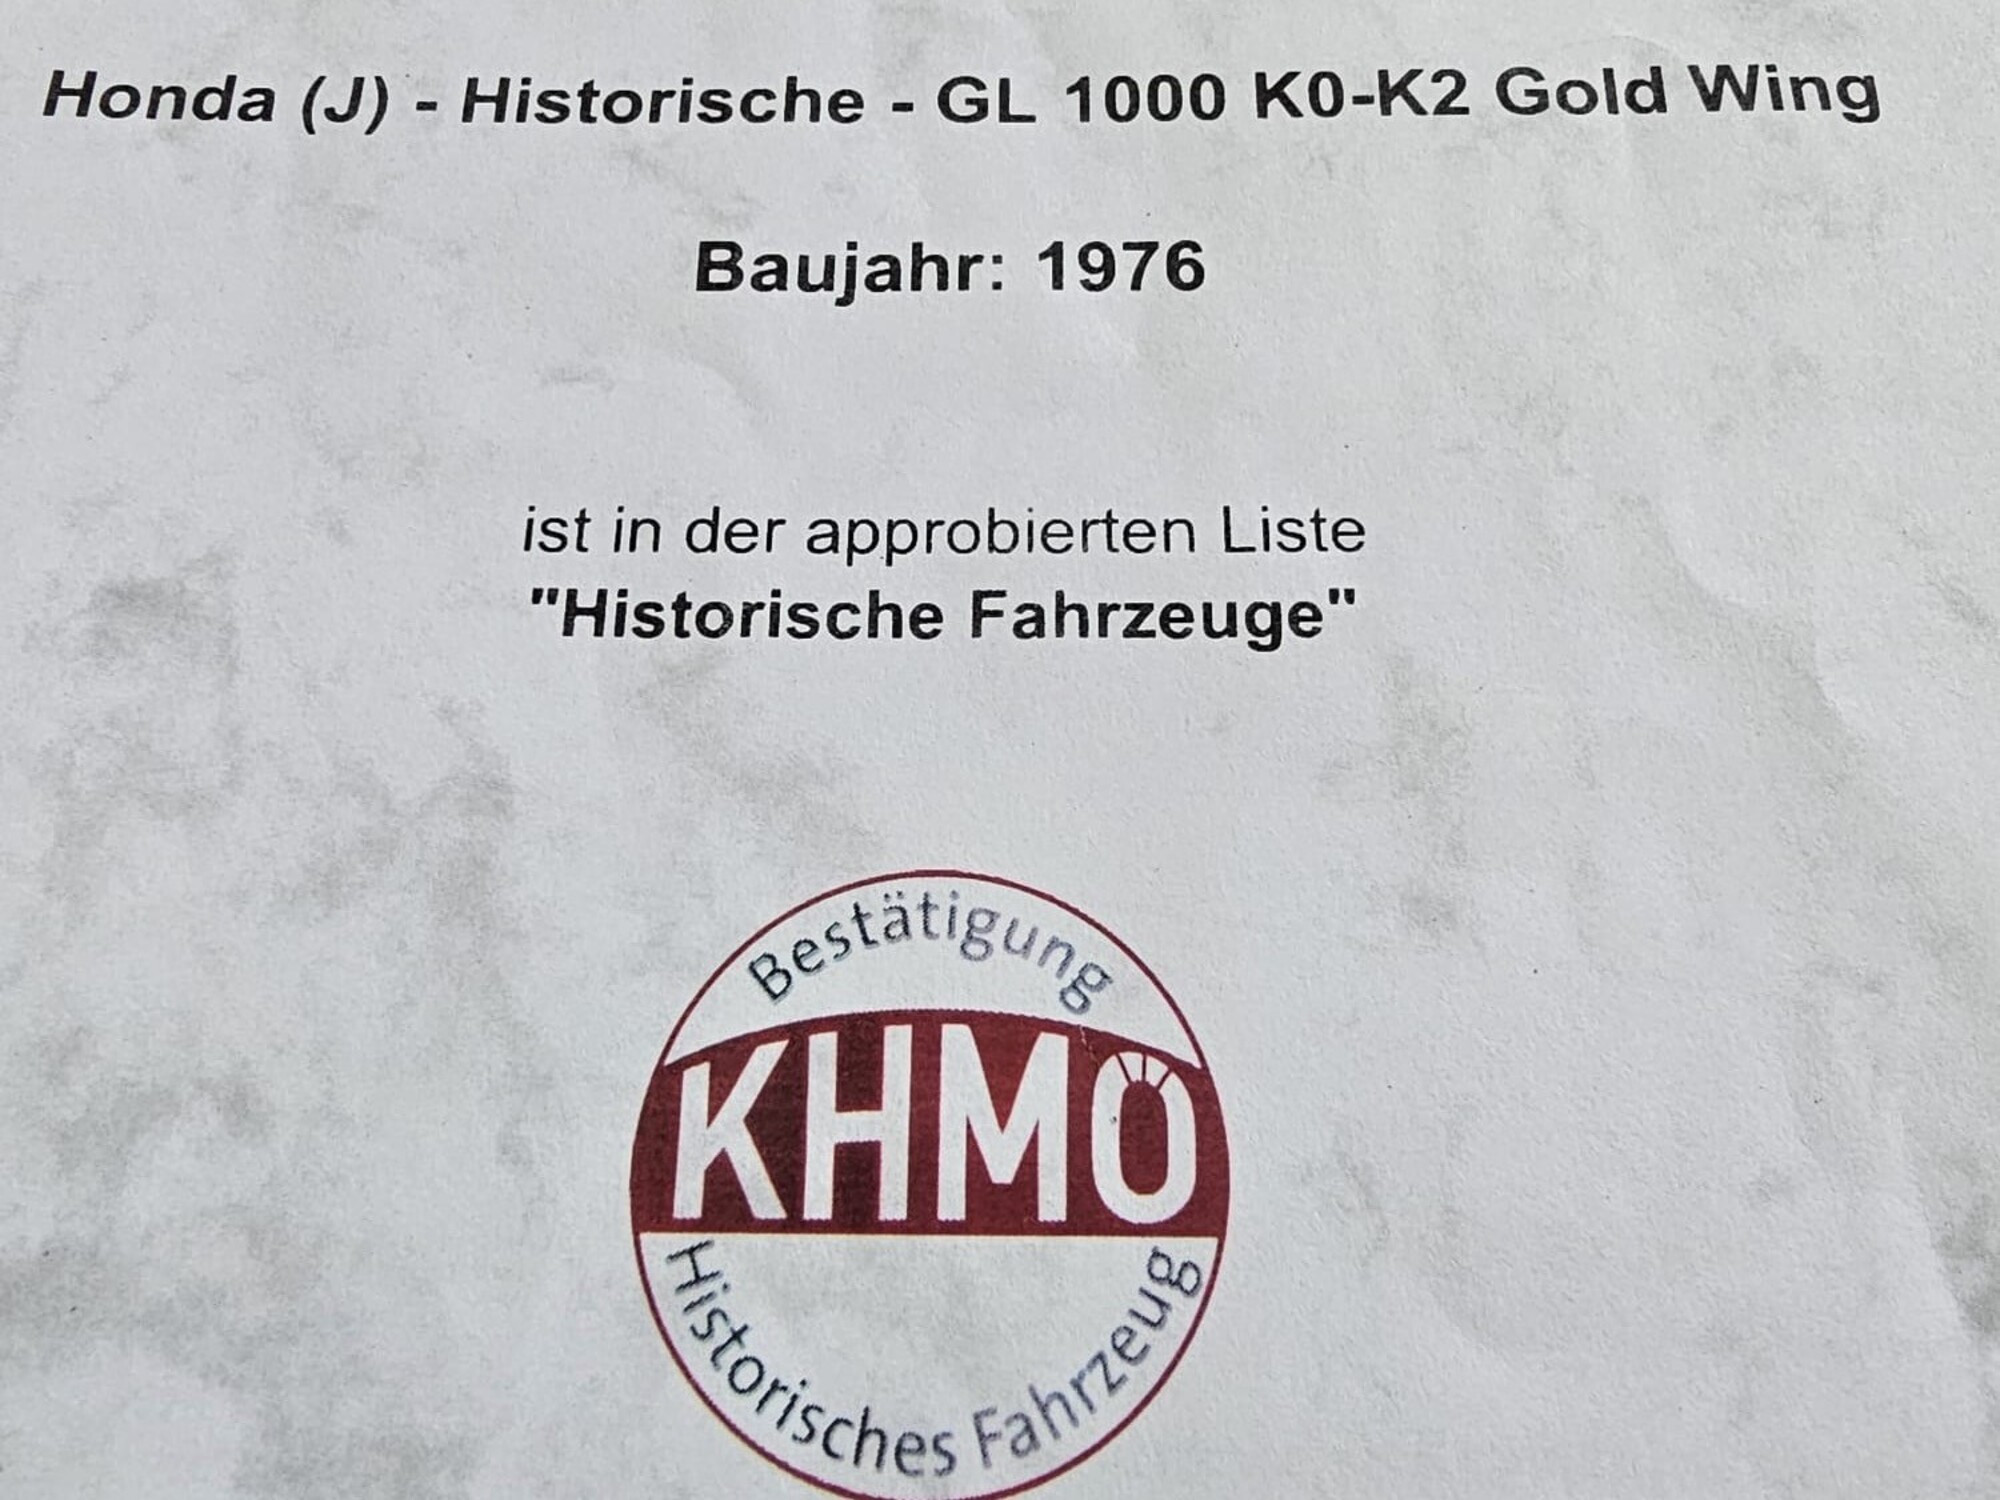 Honda (J) - Historische - GL 1000 K0-K2 Gold Wing
Baujahr: 1976
ist in der approbierten Liste
"Historische Fahrzeuge"
Bestätigung
KHMÖ
Historisches Fahrzeug